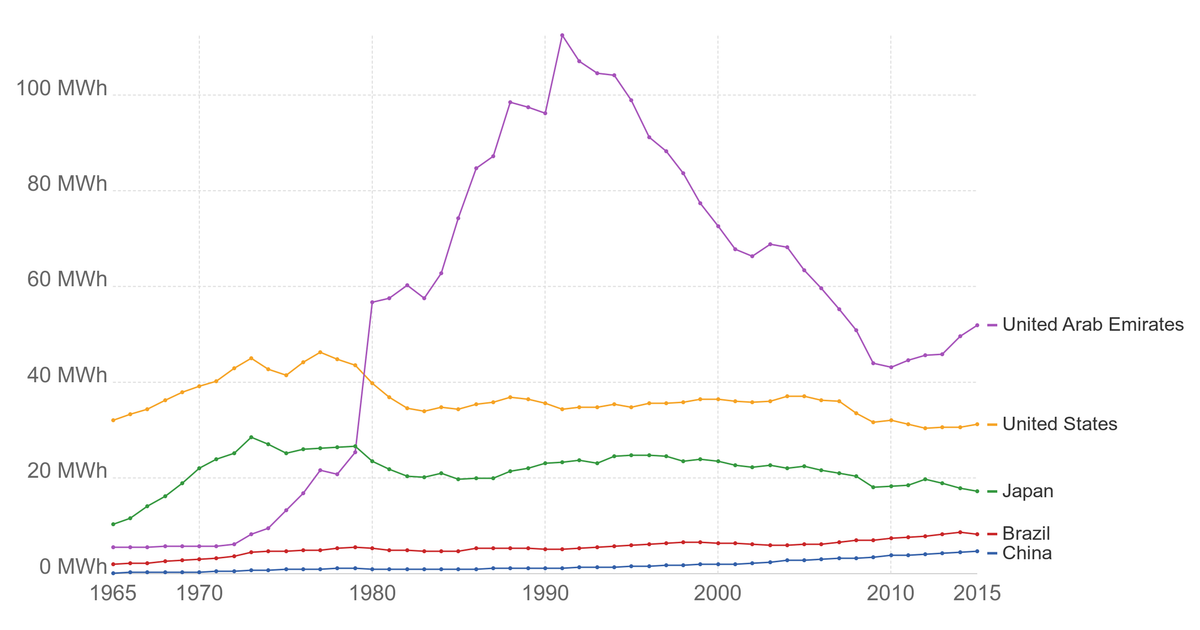 100 MWh
80 MWh
60 MWh
40 MWh
20 MWh
0 MWh
1965 1970 1980 1990 2000 2010 2015
United Arab Emirates
United States
Japan
Brazil
China